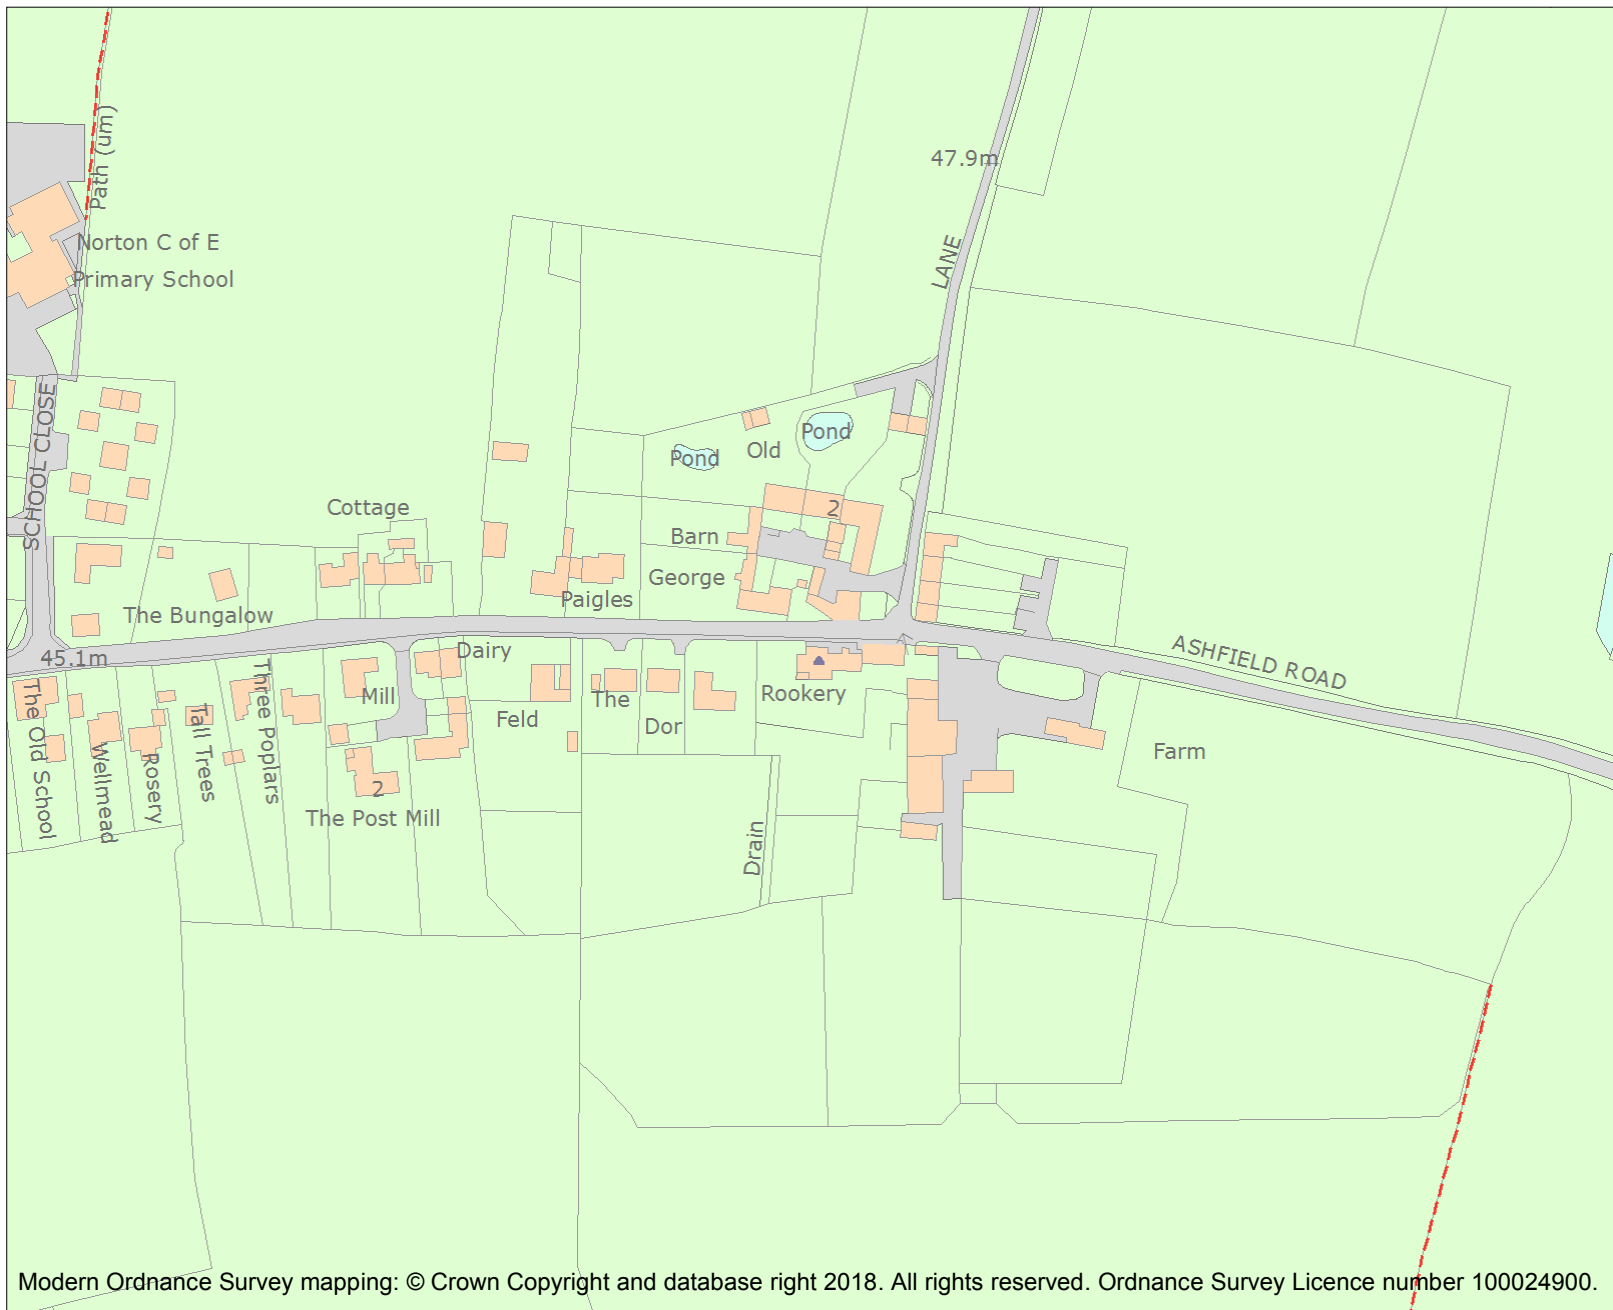 Path (um)
47.9m
Norton C of E
Primary School
LANE
SCHOOL CLOSE
Pond
Old
Pond
Cottage
2
Barn
George
Paigles
The Bungalow
45.1m
Dairy
ASHFIELD ROAD
The Old School
Wellmead
Rosery
Tall Trees
Three Poplars
Mill
Feld
The
Dor
Rookery
Farm
2
The Post Mill
Drain
Modern Ordnance Survey mapping: © Crown Copyright and database right 2018. All rights reserved. Ordnance Survey Licence number 100024900.